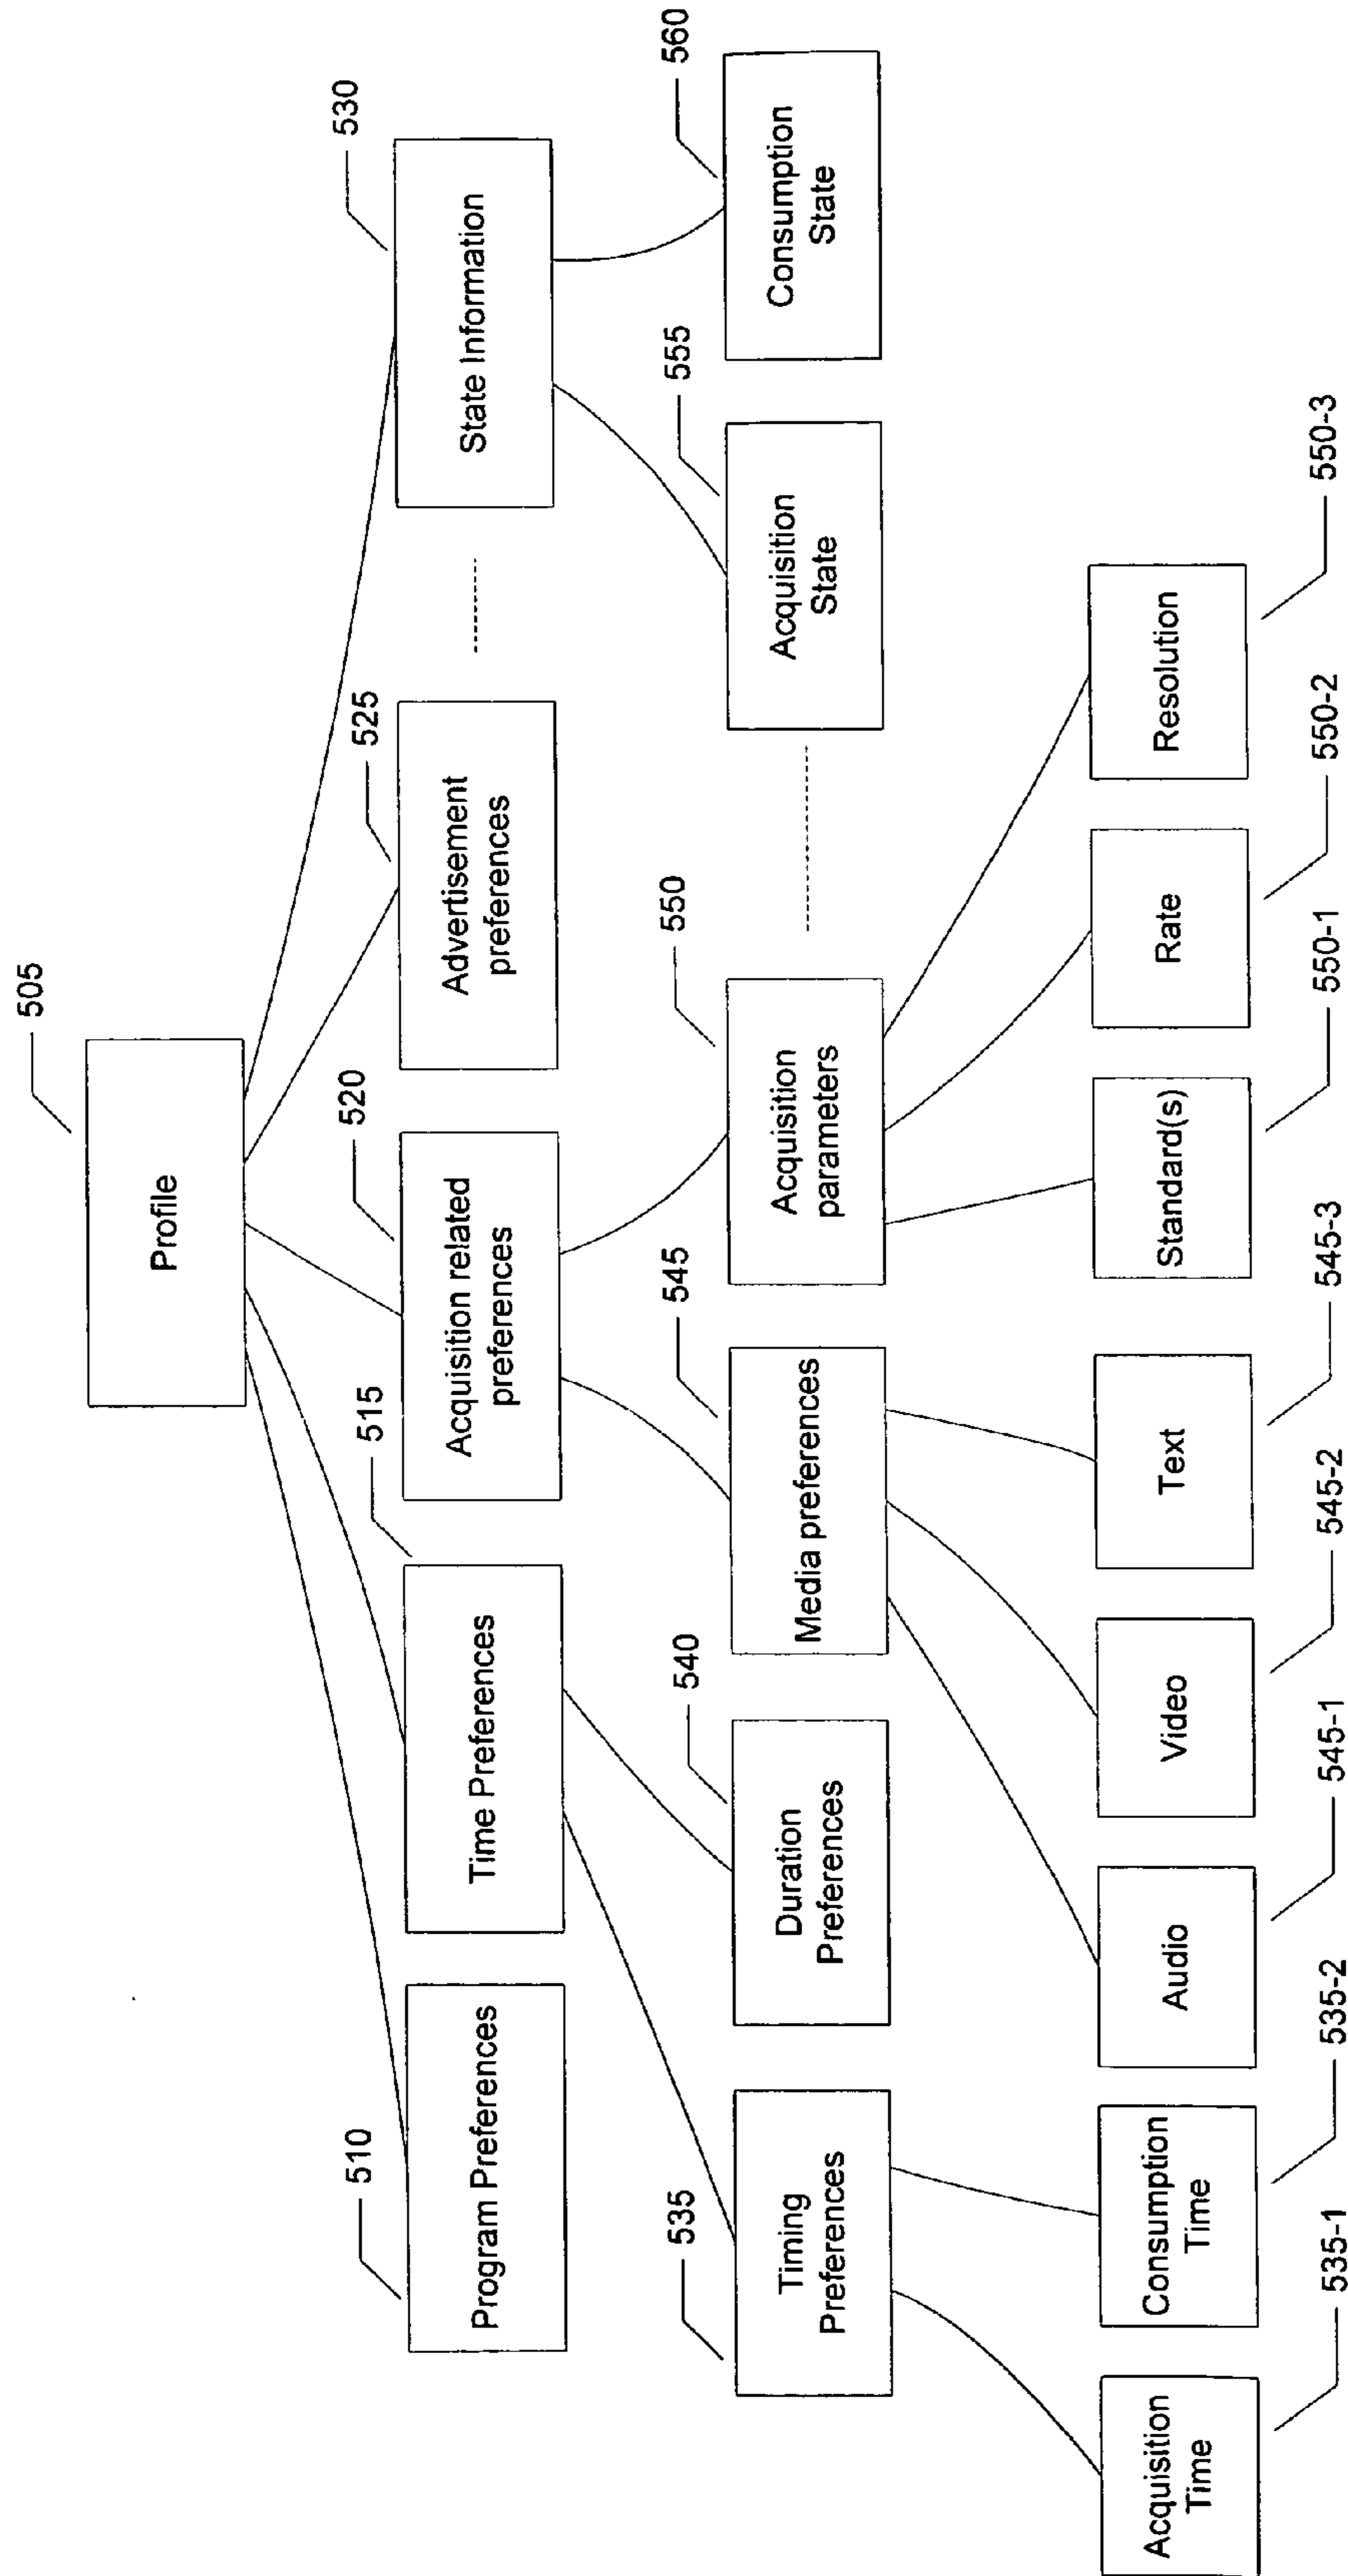 505
Profile
510
Program Preferences
515
Time Preferences
520
Acquisition related
preferences
525
Advertisement
preferences
530
State Information
535
Timing
Preferences
540
Duration
Preferences
545
Media preferences
550
Acquisition
parameters
555
Acquisition
State
560
Consumption
State
Acquisition
Time
535-1
Consumption
Time
535-2
Audio
545-1
Video
545-2
Text
545-3
Standard(s)
550-1
Rate
550-2
Resolution
550-3